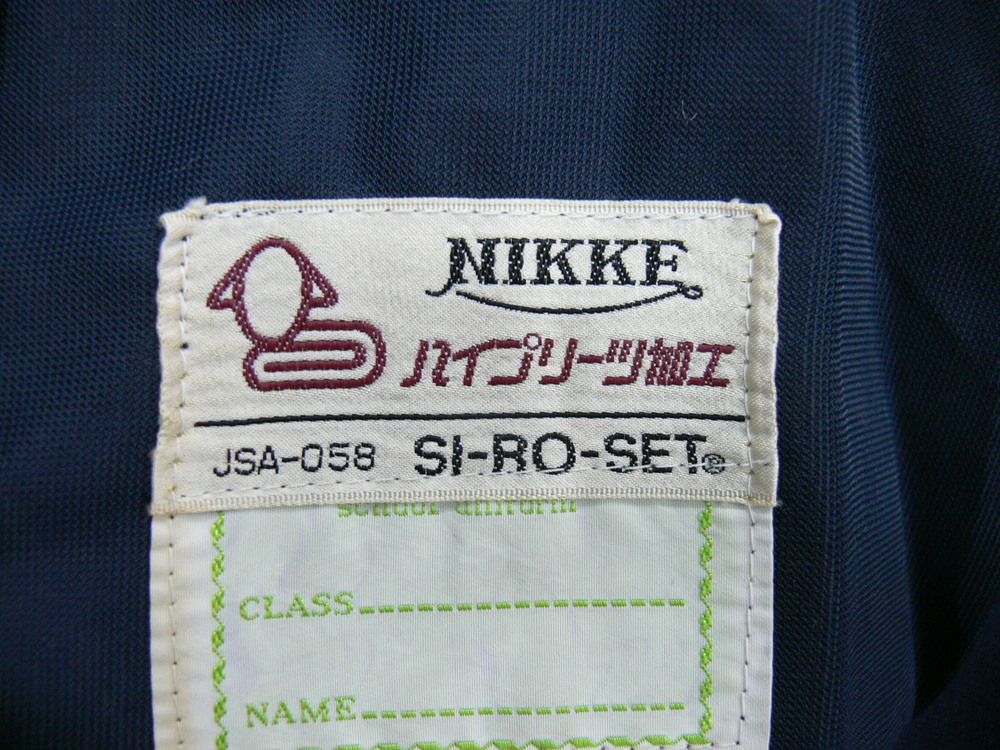 NIKKE
ハイプリーツ加工
JSA-058 SI-RO-SET®
school uniform
CLASS
NAME